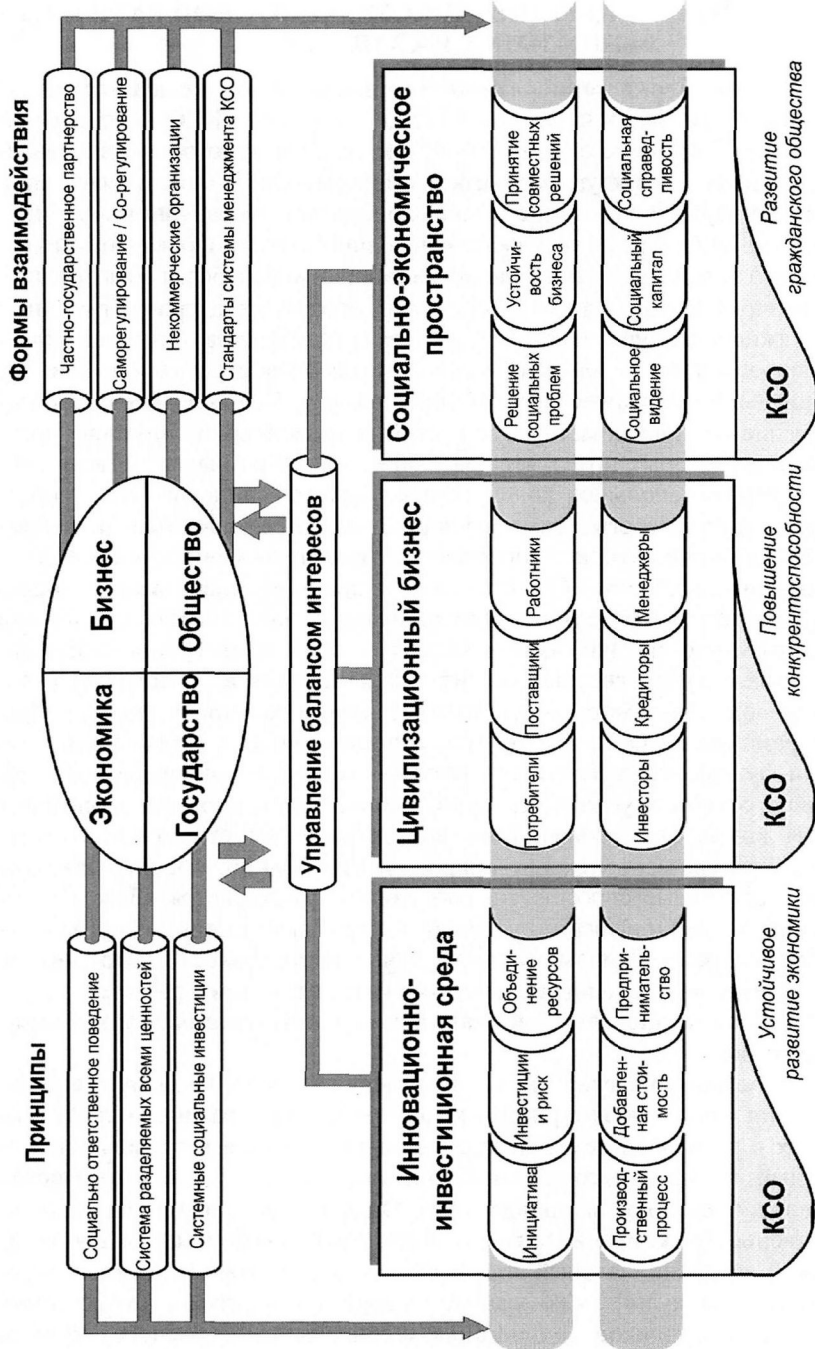 Принципы
Социально ответственное поведение
Система разделяемых всеми ценностей
Системные социальные инвестиции
Экономика
Бизнес
Государство
Общество
Формы взаимодействия
Частно-государственное партнерство
Саморегулирование / Со-регулирование
Некоммерческие организации
Стандарты системы менеджмента КСО
Управление балансом интересов
Инновационно-
инвестиционная среда
Инициатива
Инвестиции
и риск
Объеди-
нение
ресурсов
Производ-
ственный
процесс
Добавлен-
ная стои-
мость
Предпри-
ниматель-
ство
КСО
Устойчивое
развитие экономики
Цивилизационный бизнес
Потребители
Поставщики
Работники
Инвесторы
Кредиторы
Менеджеры
КСО
Повышение
конкурентоспособности
Социально-экономическое
пространство
Решение
социальных
проблем
Устойчи-
вость
бизнеса
Принятие
совместных
решений
Социальное
видение
Социальный
капитал
Социальная
справед-
ливость
КСО
Развитие
гражданского общества